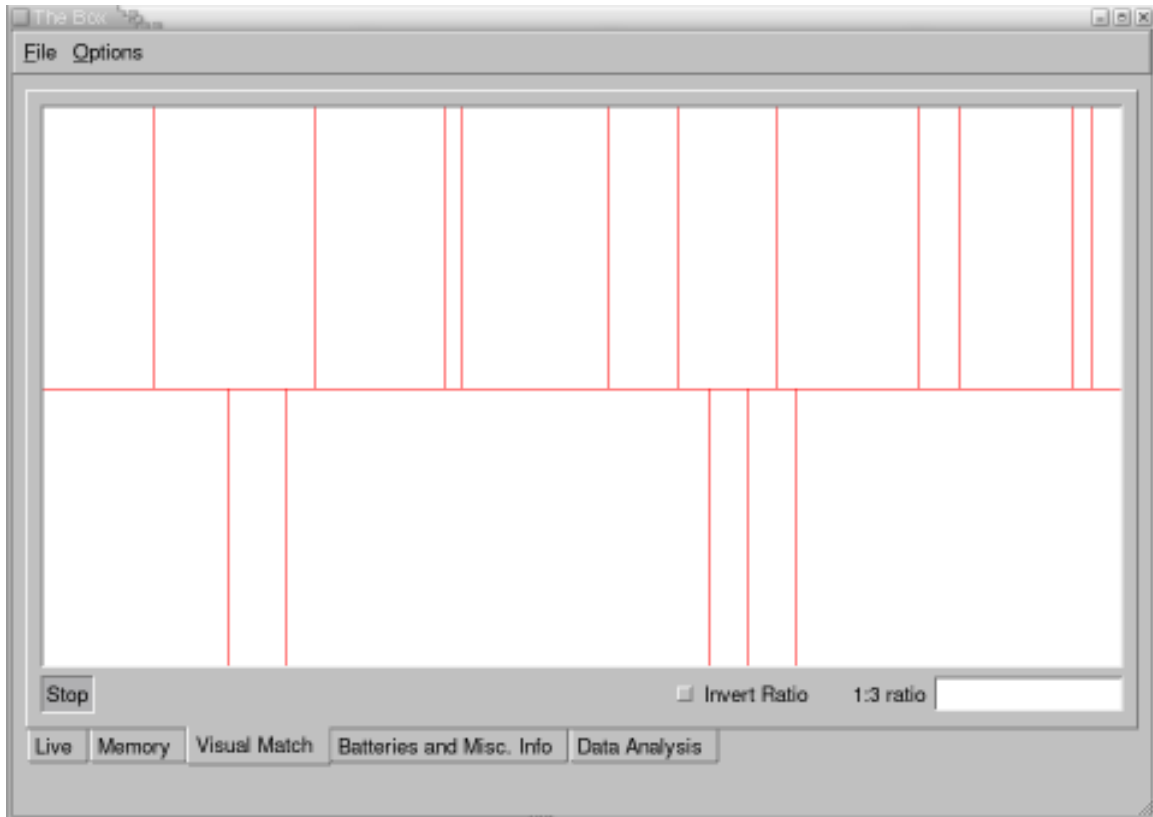 The Box
File Options
Stop Invert Ratio 1:3 ratio
Live Memory Visual Match Batteries and Misc. Info Data Analysis